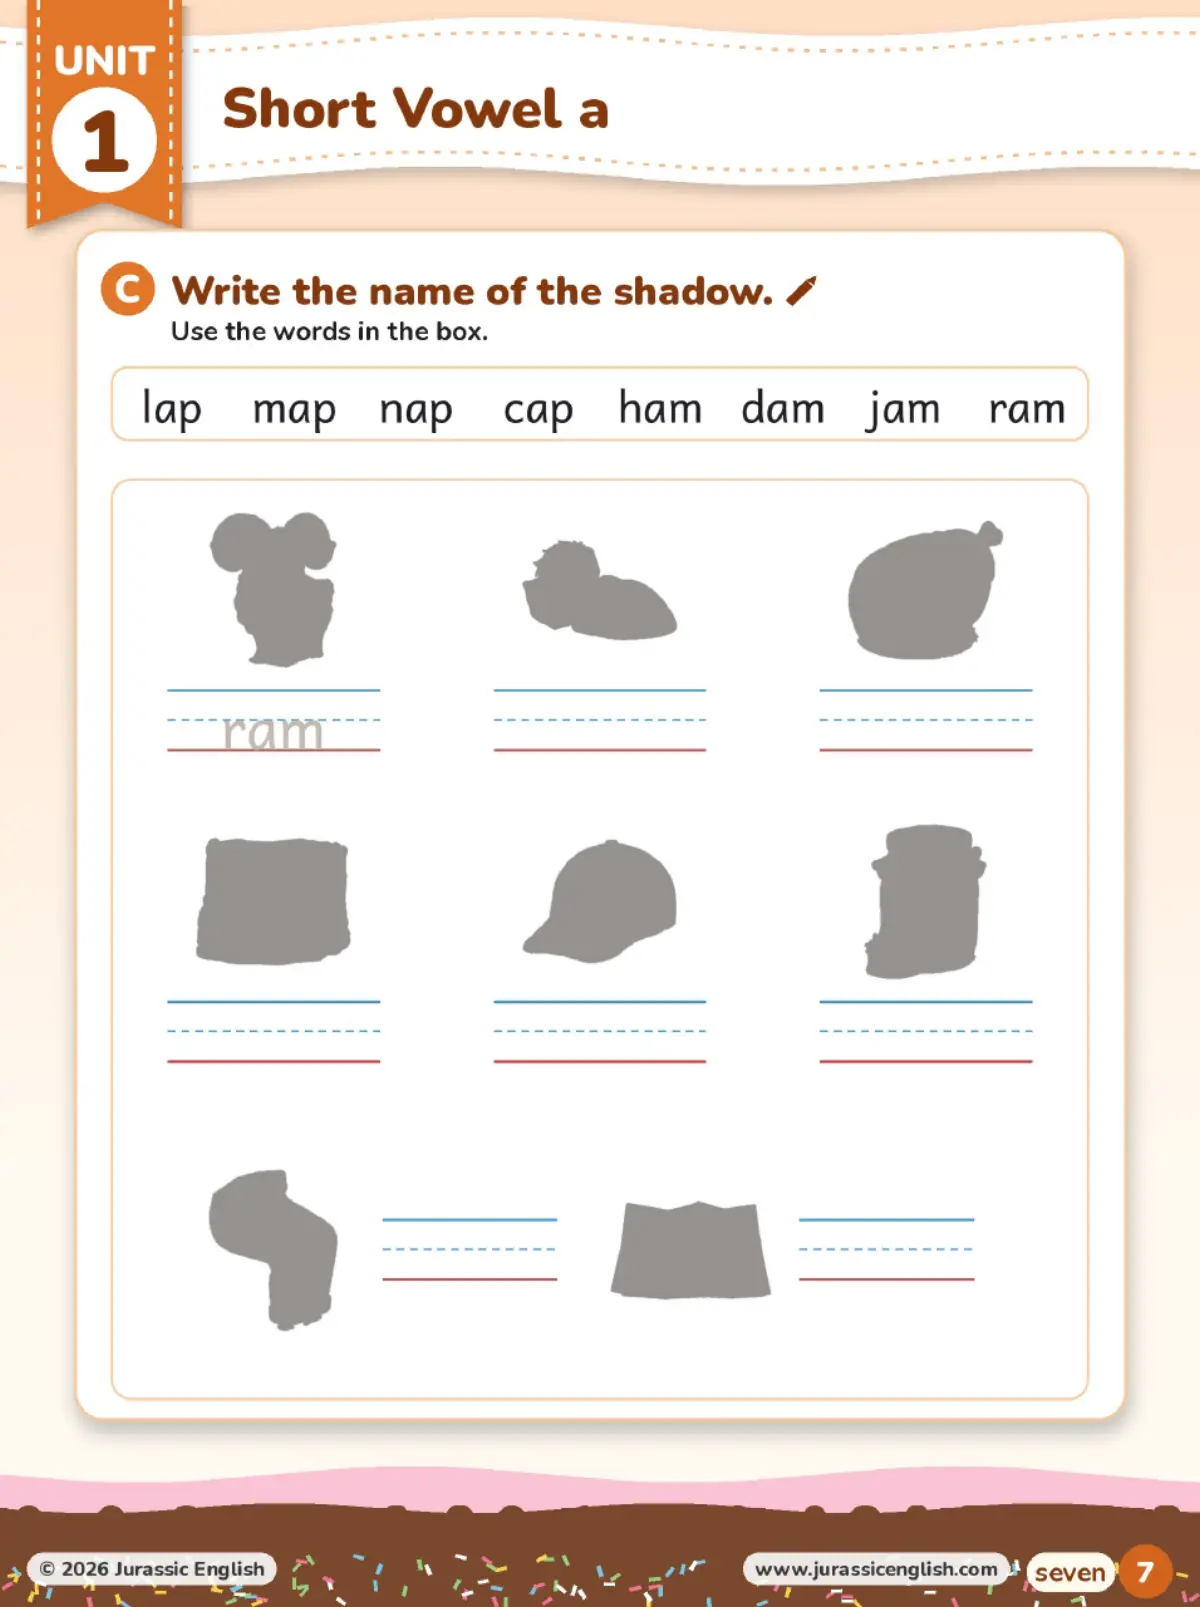 UNIT
1
Short Vowel a
C
Write the name of the shadow.
Use the words in the box.
lap map nap cap ham dam jam ram
ram
© 2026 Jurassic English
www.jurassicenglish.com
seven
7